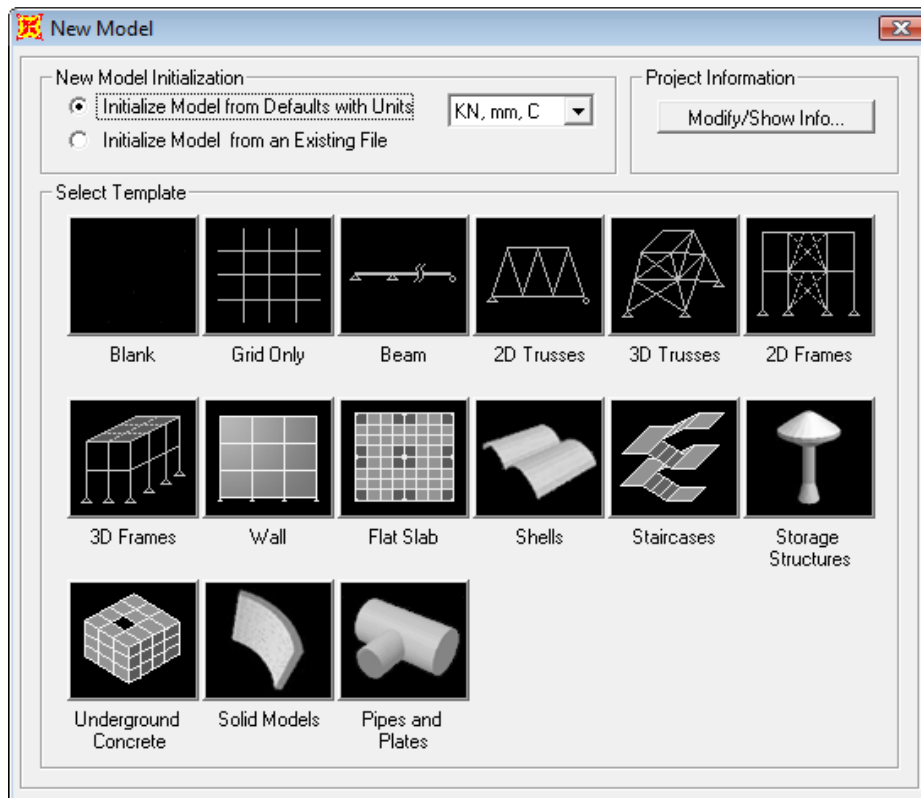 New Model
New Model Initialization
Initialize Model from Defaults with Units
KN, mm, C
Initialize Model from an Existing File
Project Information
Modify/Show Info...
Select Template
Blank
Grid Only
Beam
2D Trusses
3D Trusses
2D Frames
3D Frames
Wall
Flat Slab
Shells
Staircases
Storage
Structures
Underground
Concrete
Solid Models
Pipes and
Plates